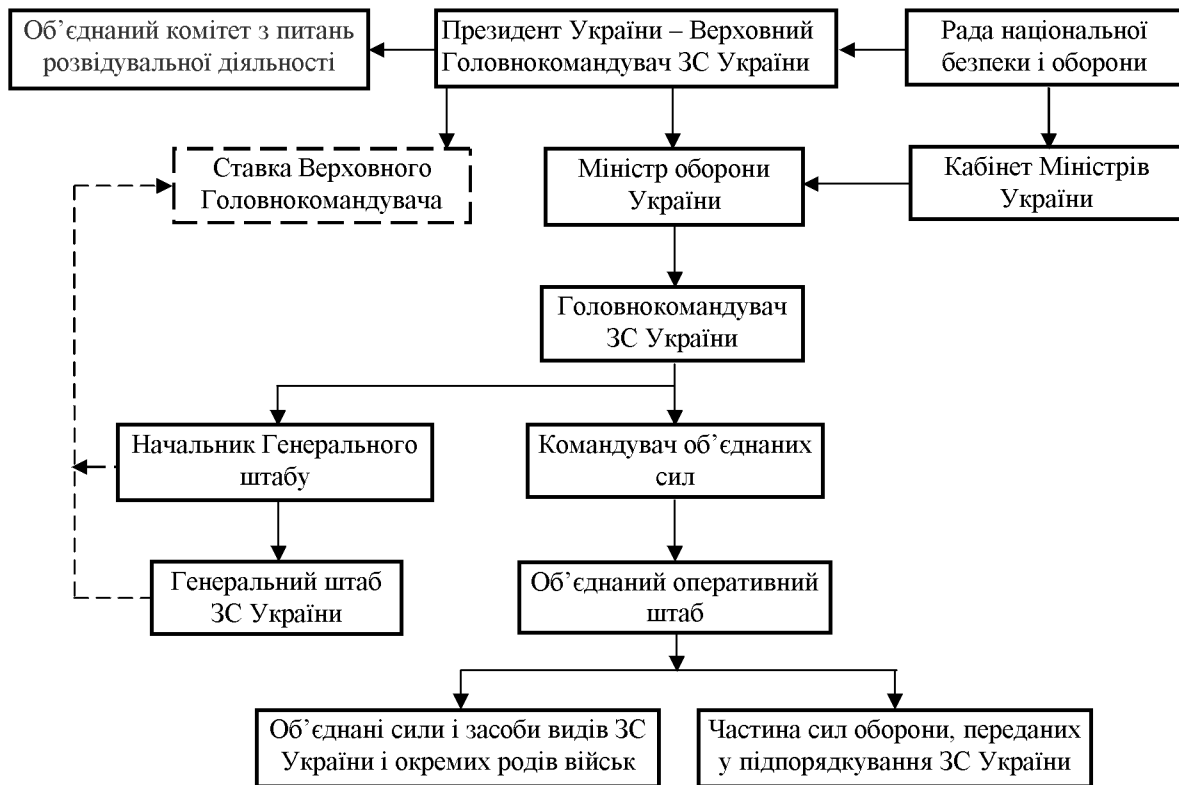 Об’єднаний комітет з питань
розвідувальної діяльності
Президент України – Верховний
Головнокомандувач ЗС України
Рада національної
безпеки і оборони
Ставка Верховного
Головнокомандувача
Міністр оборони
України
Кабінет Міністрів
України
Головнокомандувач
ЗС України
Начальник Генерального
штабу
Командувач об’єднаних
сил
Генеральний штаб
ЗС України
Об’єднаний оперативний
штаб
Об’єднані сили і засоби видів ЗС
України і окремих родів військ
Частина сил оборони, переданих
у підпорядкування ЗС України